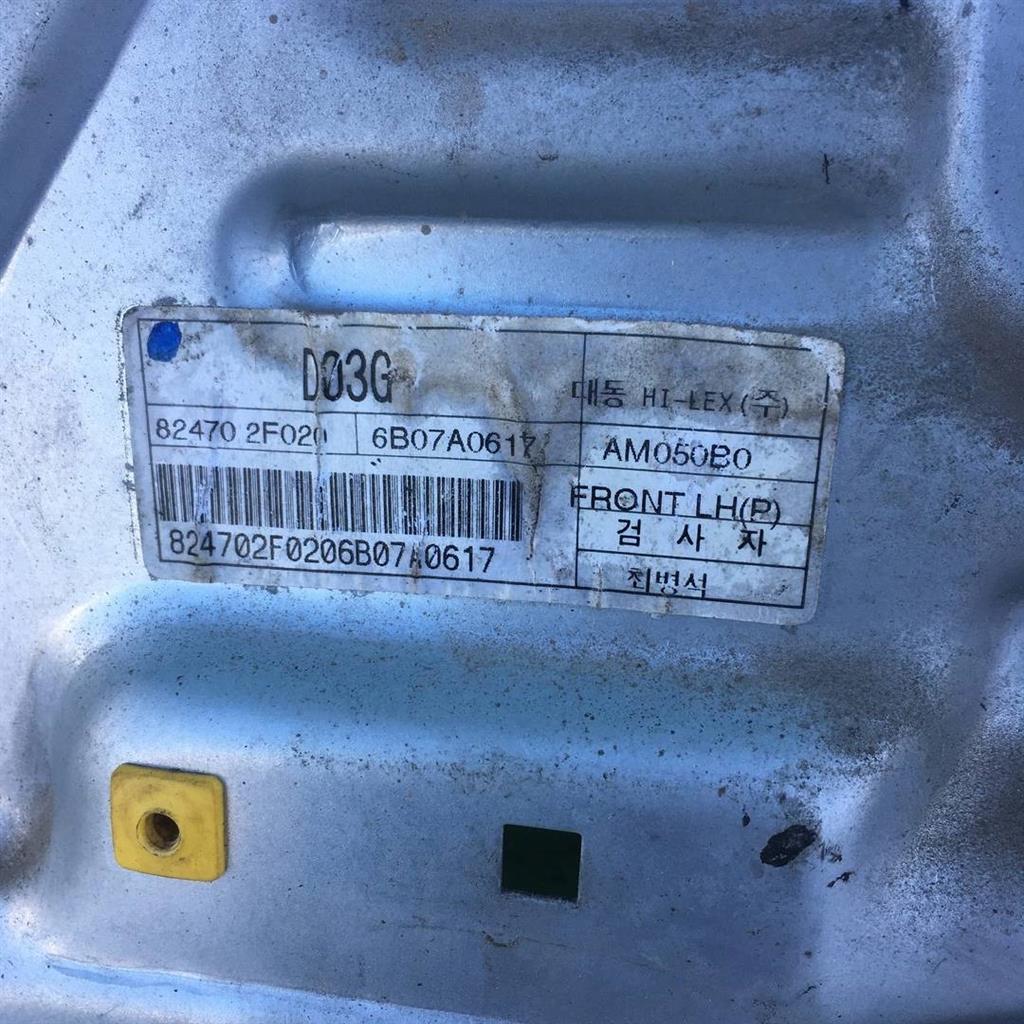 D03G
대동 HI-LEX(주)
82470 2F020 6B07A0617 AM050B0
FRONT LH(P)
검 사 자
824702F0206B07A0617
최병석